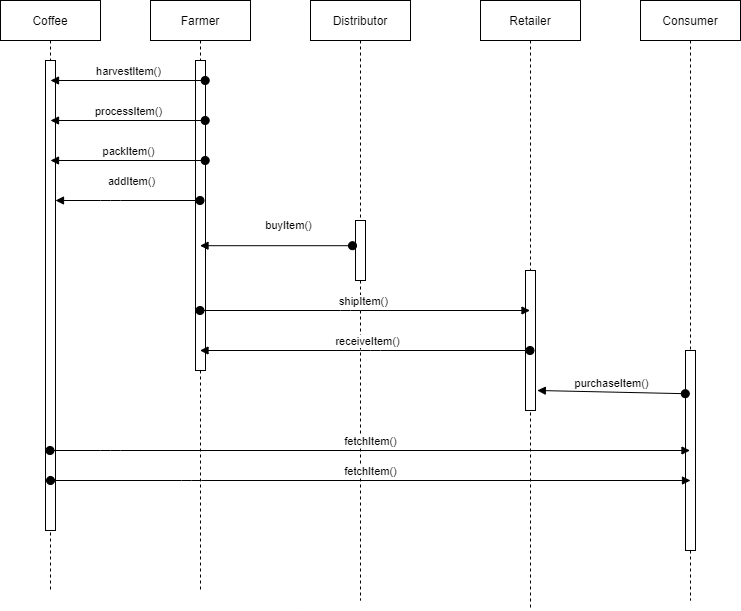 Coffee
Farmer
Distributor
Retailer
Consumer
harvestItem()
processItem()
packItem()
addItem()
buyItem()
shipItem()
receiveItem()
purchaseItem()
fetchItem()
fetchItem()